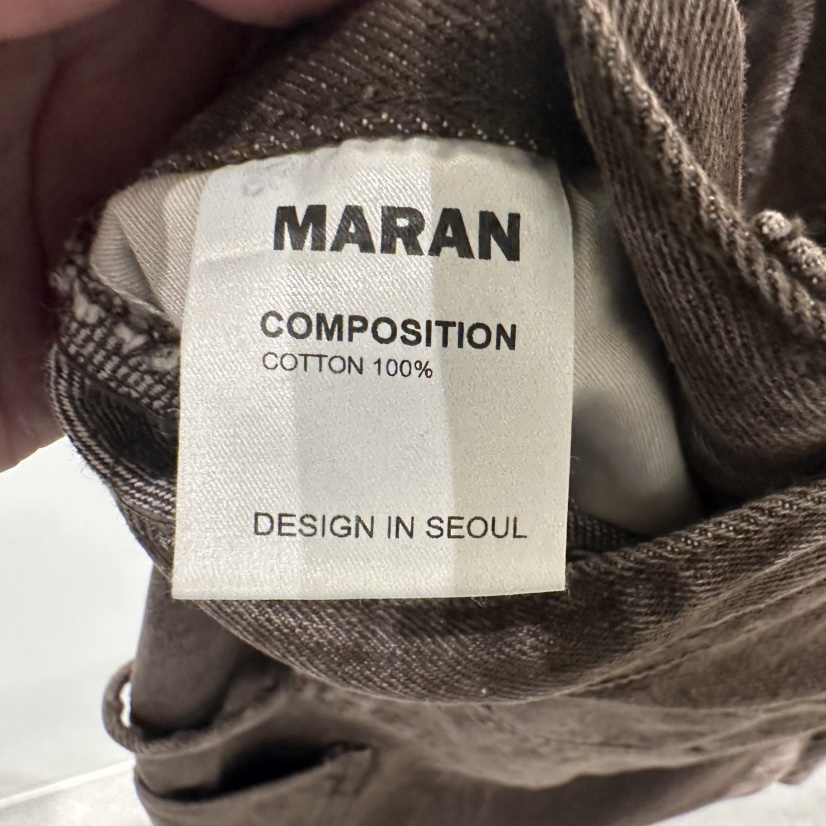 MARAN
COMPOSITION
COTTON 100%
DESIGN IN SEOUL